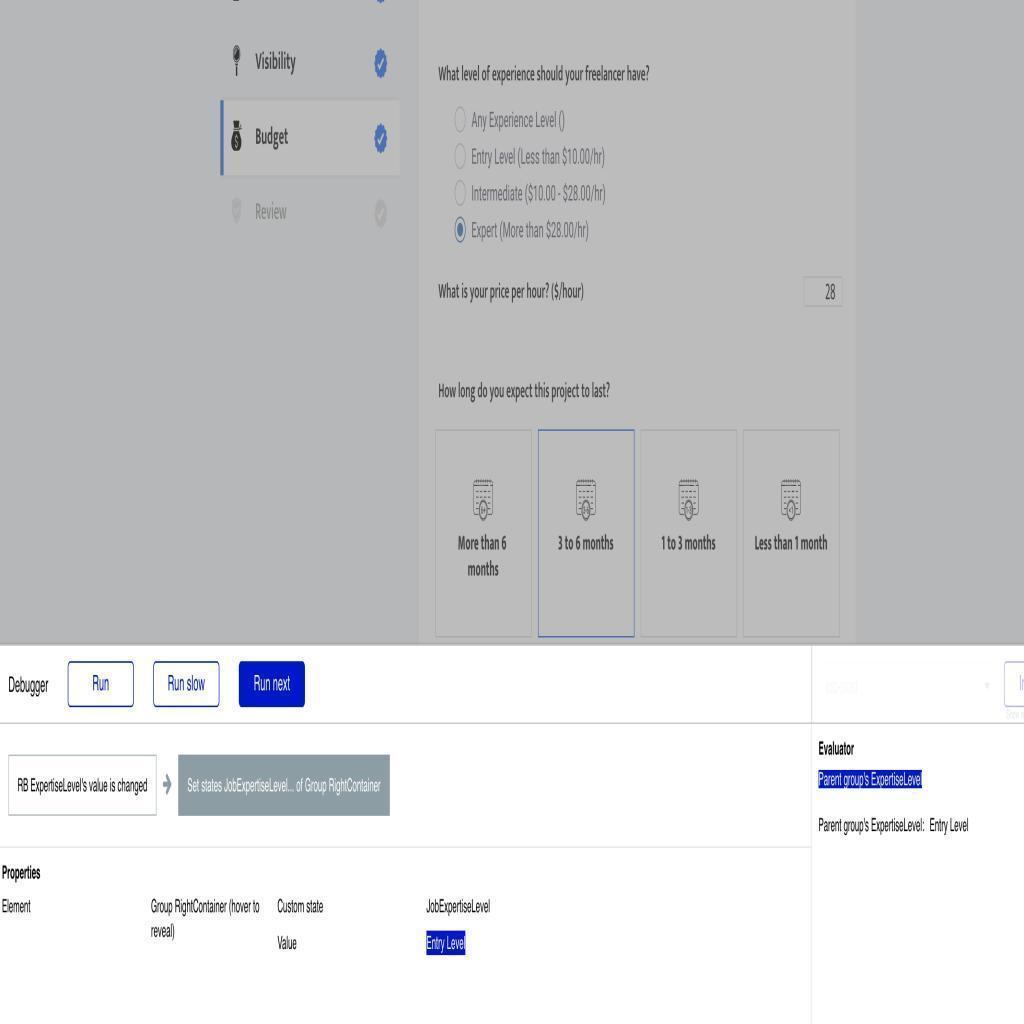 Visibility
Budget
Review
What level of experience should your freelancer have?
Any Experience Level ()
Entry Level (Less than $10.00/hr)
Intermediate ($10.00 - $28.00/hr)
Expert (More than $28.00/hr)
What is your price per hour? ($/hour)
28
How long do you expect this project to last?
More than 6
months
3 to 6 months
1 to 3 months
Less than 1 month
Debugger
Run
Run slow
Run next
RB ExpertiseLevel's value is changed
Set states JobExpertiseLevel... of Group RightContainer
Properties
Element
Group RightContainer (hover to
reveal)
Custom state
JobExpertiseLevel
Value
Entry Level
Evaluator
Parent group's ExpertiseLevel
Parent group's ExpertiseLevel: Entry Level